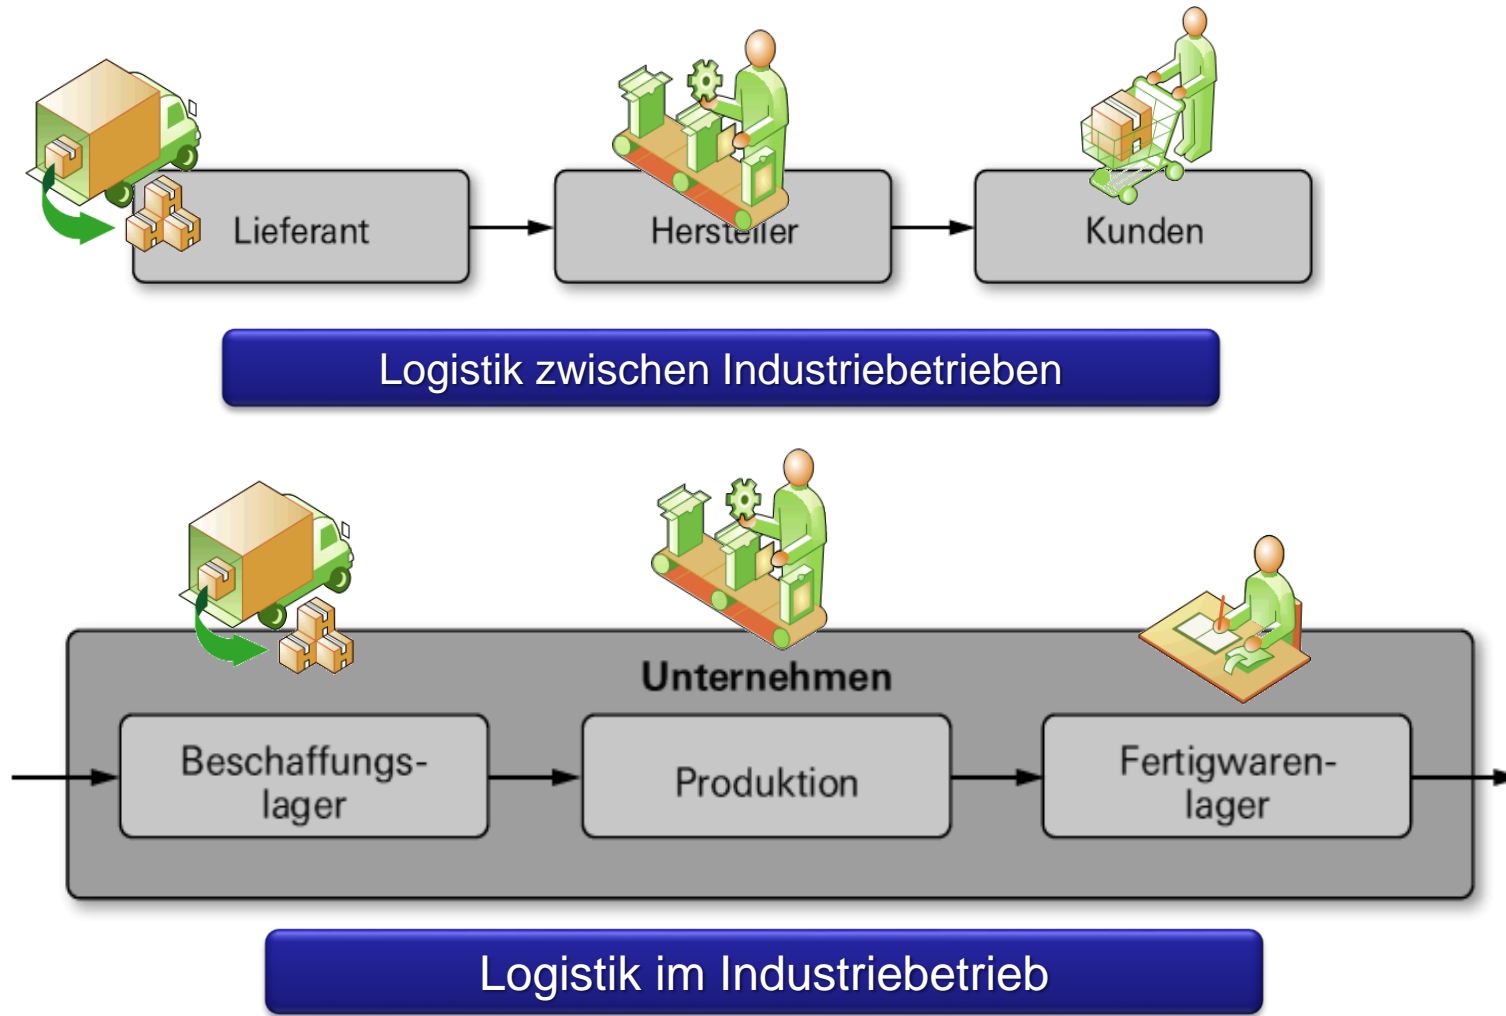 Lieferant
Hersteller
Kunden
Logistik zwischen Industriebetrieben
Unternehmen
Beschaffungs-
lager
Produktion
Fertigwaren-
lager
Logistik im Industriebetrieb